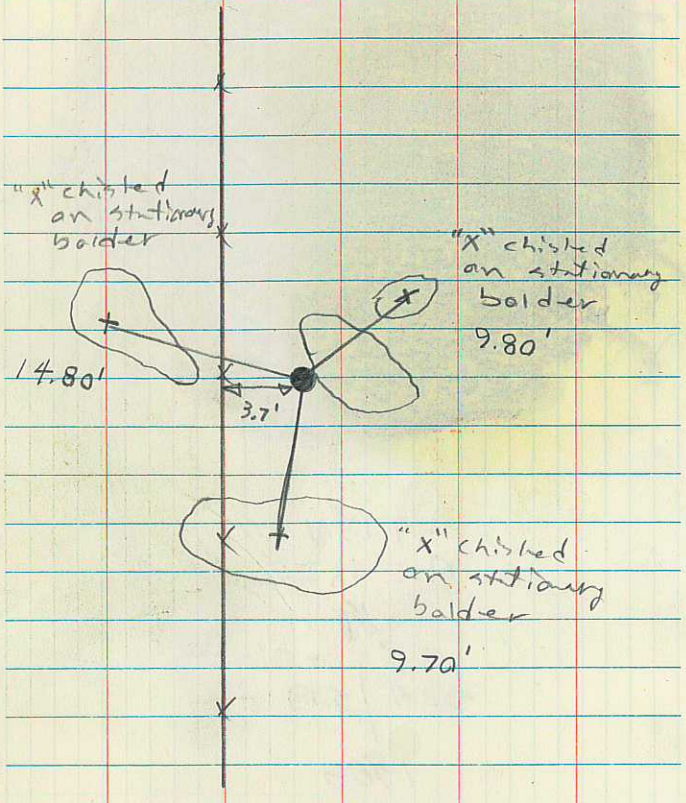 "x" chisled
on stationary
bolder
14.80'
3.7'
"X" chisled
on stationary
bolder
9.80'
"X" chisled
on stationary
bolder
9.70'